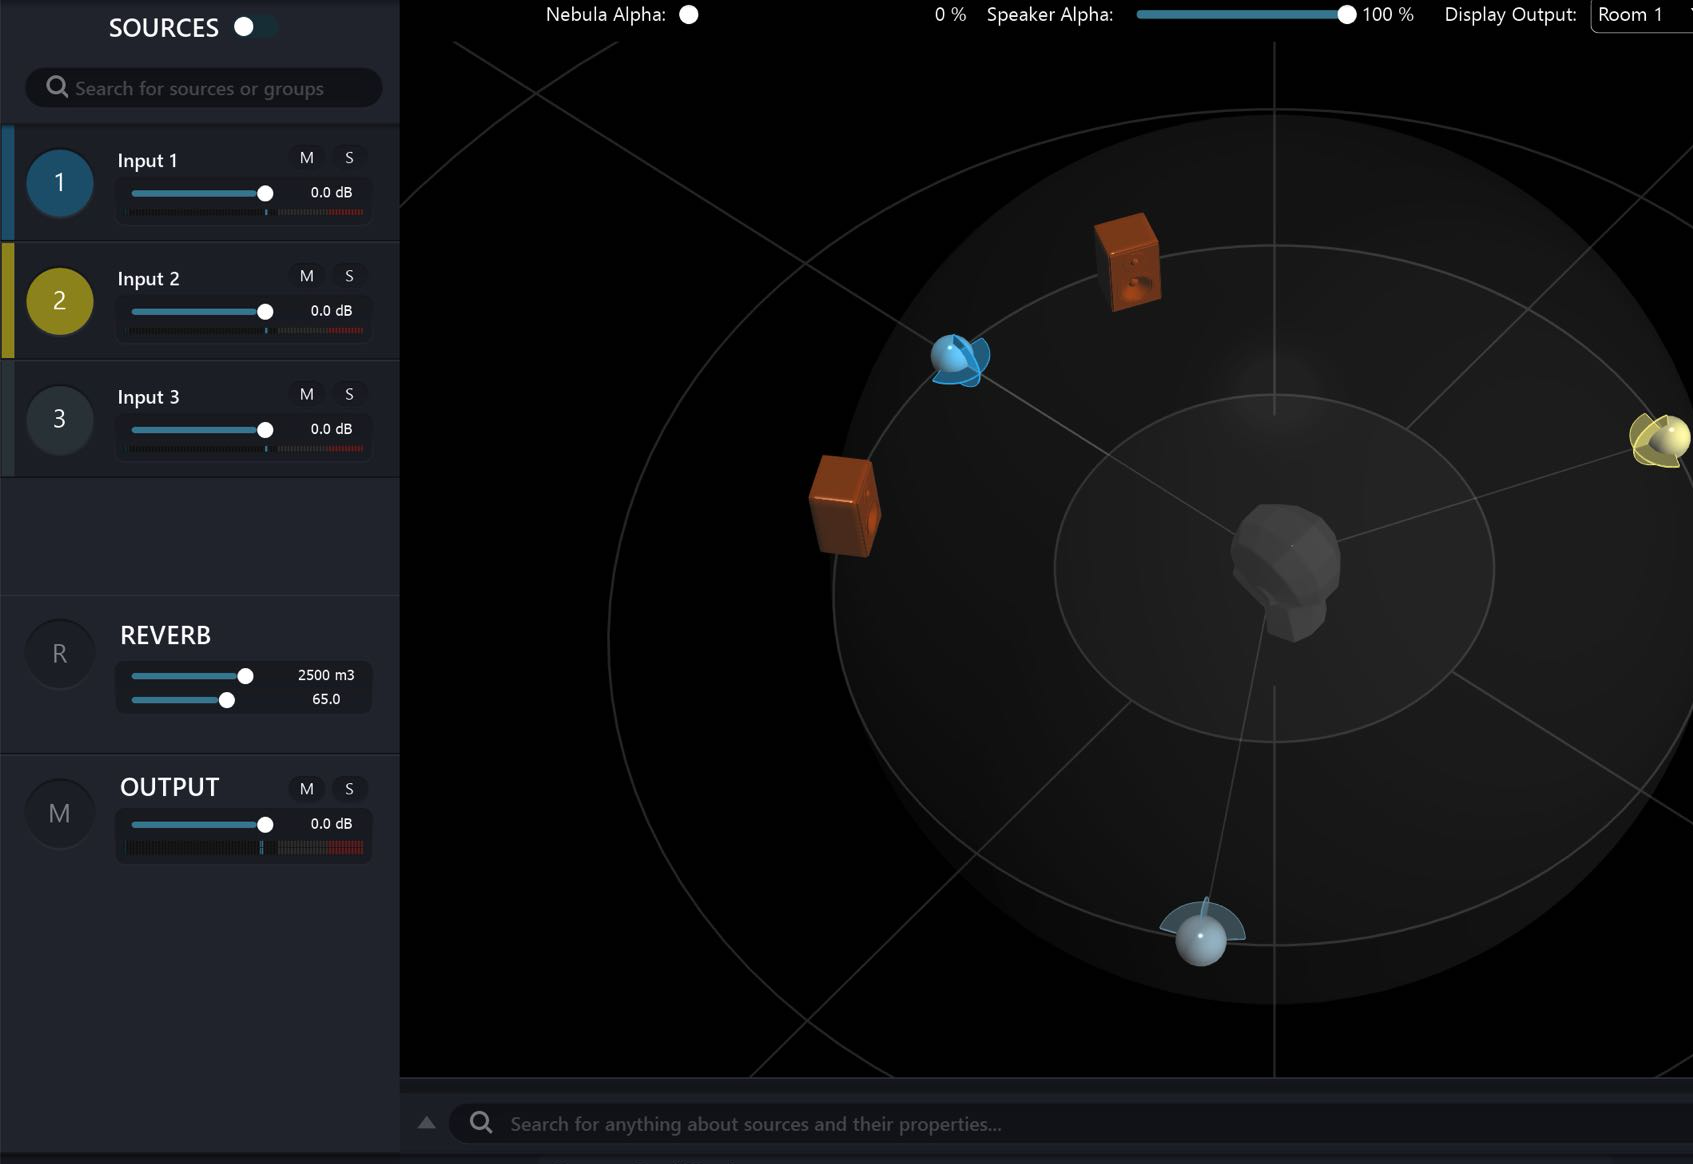 SOURCES
Nebula Alpha: 0 % Speaker Alpha: 100 % Display Output: Room 1
Search for sources or groups
1 Input 1 M S
0.0 dB
2 Input 2 M S
0.0 dB
3 Input 3 M S
0.0 dB
R REVERB
2500 m3
65.0
M OUTPUT M S
0.0 dB
Search for anything about sources and their properties...